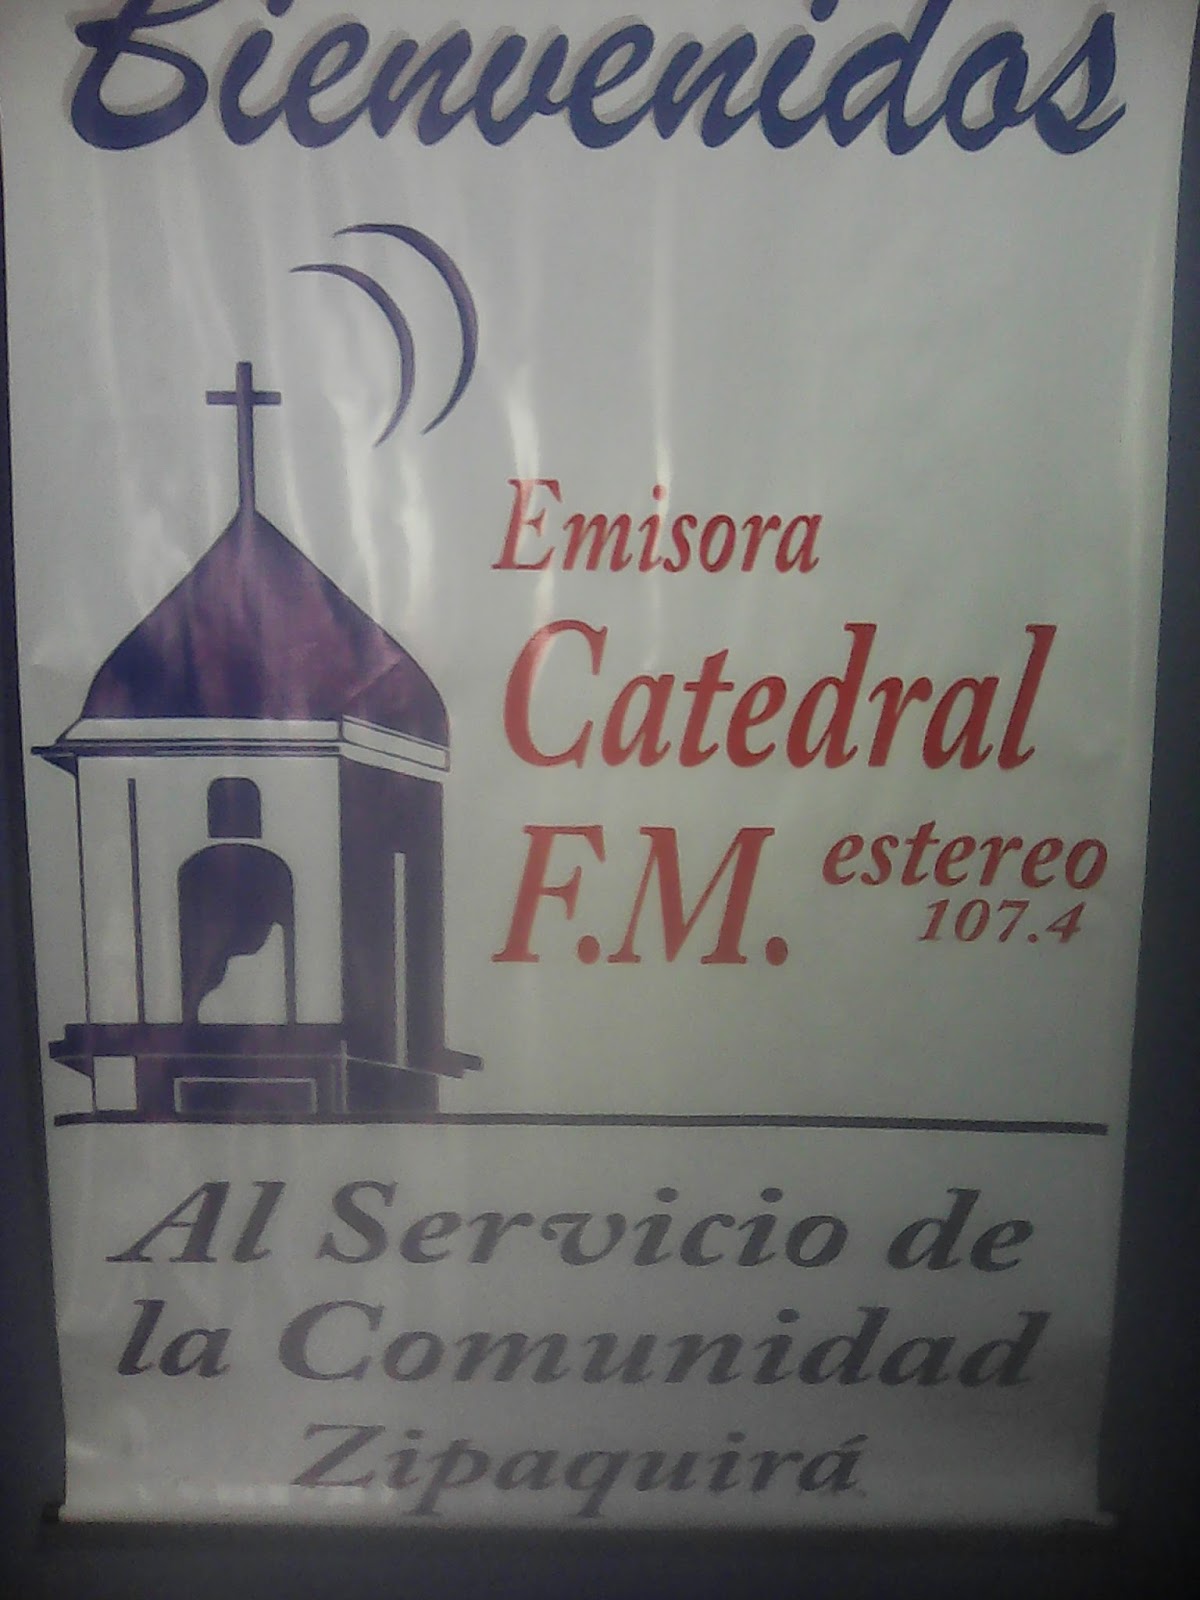 Bienvenidos
Emisora
Catedral
F.M. estereo
107.4
Al Servicio de
la Comunidad
Zipaquirá